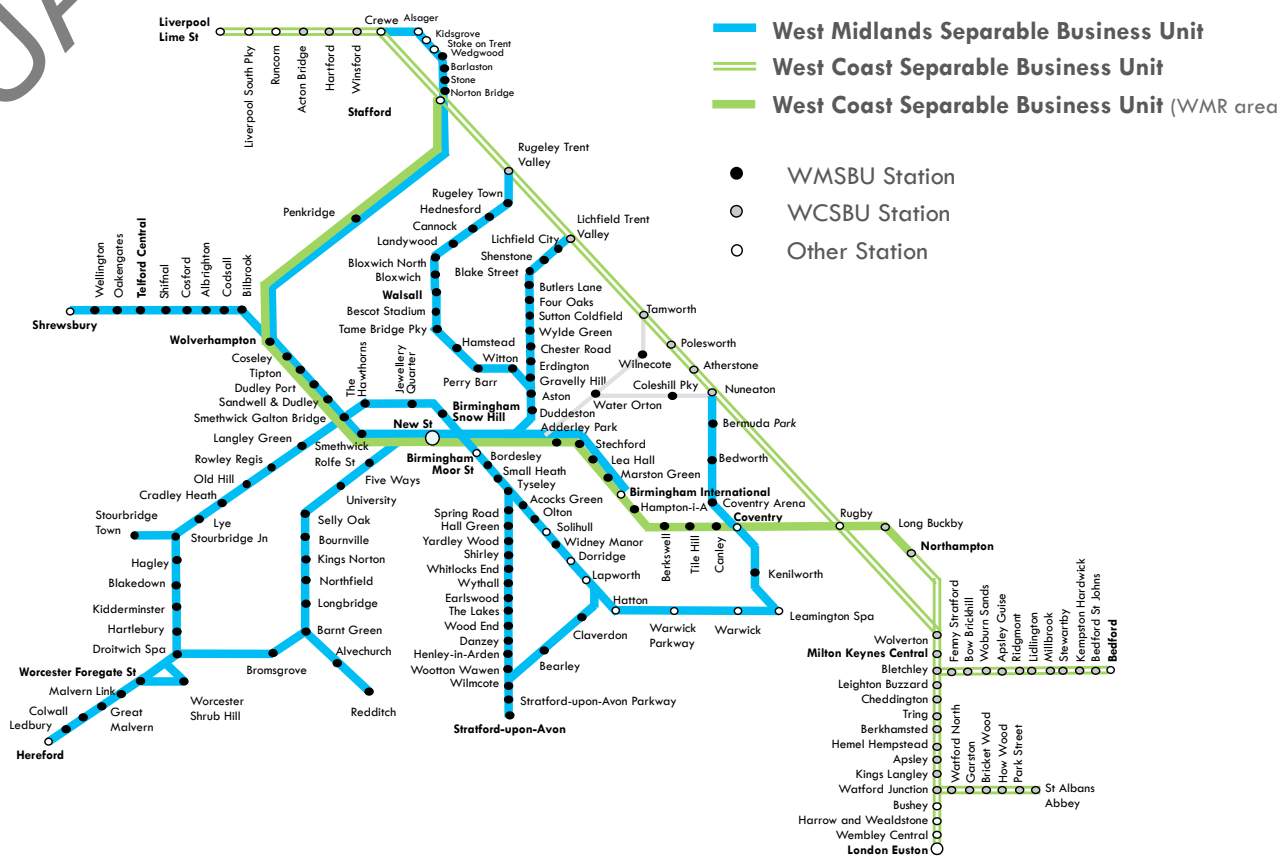 Liverpool
Lime St
Crewe
Alsager
Kidsgrove
Stoke on Trent
Wedgwood
Barlaston
Stone
Norton Bridge
Liverpool South Pky
Runcorn
Acton Bridge
Hartford
Winsford
Stafford
West Midlands Separable Business Unit
West Coast Separable Business Unit
West Coast Separable Business Unit (WMR area
WMSBU Station
WCSBU Station
Other Station
Rugeley Trent
Valley
Rugeley Town
Hednesford
Cannock
Landywood
Bloxwich North
Bloxwich
Walsall
Bescot Stadium
Tame Bridge Pky
Hamstead
Witton
Perry Barr
Lichfield Trent
Valley
Lichfield City
Shenstone
Blake Street
Butlers Lane
Four Oaks
Sutton Coldfield
Wylde Green
Chester Road
Erdington
Gravelly Hill
Aston
Duddeston
Adderley Park
Penkridge
Wellington
Oakengates
Telford Central
Shifnal
Cosford
Albrighton
Codsall
Bilbrook
Shrewsbury
Wolverhampton
Coseley
Tipton
Dudley Port
Sandwell & Dudley
Smethwick Galton Bridge
The
Hawthorns
Jewellery
Quarter
Birmingham
Snow Hill
New St
Birmingham
Moor St
Tamworth
Polesworth
Atherstone
Nuneaton
Wilnecote
Coleshill Pky
Water Orton
Bermuda Park
Bedworth
Coventry Arena
Coventry
Stechford
Lea Hall
Marston Green
Birmingham International
Hampton-i-A
Berkswell
Tile Hill
Canley
Rugby
Long Buckby
Northampton
Langley Green
Rowley Regis
Old Hill
Cradley Heath
Lye
Stourbridge
Town
Stourbridge Jn
Hagley
Blakedown
Kidderminster
Hartlebury
Droitwich Spa
Worcester Foregate St
Malvern Link
Colwall
Ledbury
Great
Malvern
Hereford
Worcester
Shrub Hill
Bromsgrove
Smethwick
Rolfe St
Five Ways
University
Selly Oak
Bournville
Kings Norton
Northfield
Longbridge
Barnt Green
Alvechurch
Redditch
Bordesley
Small Heath
Tyseley
Acocks Green
Olton
Solihull
Widney Manor
Dorridge
Lapworth
Hatton
Warwick
Parkway
Warwick
Leamington Spa
Kenilworth
Claverdon
Bearley
Spring Road
Hall Green
Yardley Wood
Shirley
Whitlocks End
Wythall
Earlswood
The Lakes
Wood End
Danzey
Henley-in-Arden
Wootton Wawen
Wilmcote
Stratford-upon-Avon Parkway
Stratford-upon-Avon
Wolverton
Milton Keynes Central
Bletchley
Leighton Buzzard
Cheddington
Tring
Berkhamsted
Hemel Hempstead
Apsley
Kings Langley
Watford Junction
Bushey
Harrow and Wealdstone
Wembley Central
London Euston
Fenny Stratford
Bow Brickhill
Woburn Sands
Apsley Guise
Ridgmont
Lidlington
Millbrook
Stewartby
Kempston Hardwick
Bedford St Johns
Bedford
Watford North
Garston
Bricket Wood
How Wood
Park Street
St Albans
Abbey